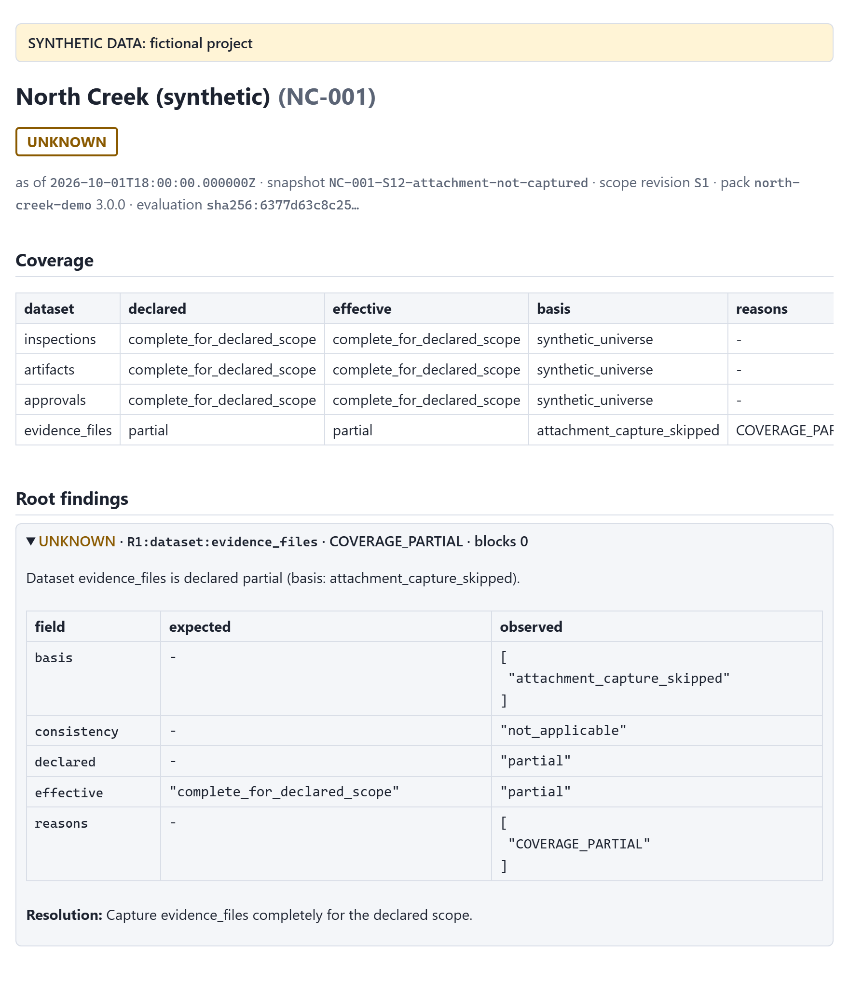 SYNTHETIC DATA: fictional project
North Creek (synthetic) (NC-001)
UNKNOWN
as of 2026-10-01T18:00:00.000000Z · snapshot NC-001-S12-attachment-not-captured · scope revision S1 · pack north-
creek-demo 3.0.0 · evaluation sha256:6377d63c8c25…
Coverage
dataset declared effective basis reasons
inspections complete_for_declared_scope complete_for_declared_scope synthetic_universe -
artifacts complete_for_declared_scope complete_for_declared_scope synthetic_universe -
approvals complete_for_declared_scope complete_for_declared_scope synthetic_universe -
evidence_files partial partial attachment_capture_skipped COVERAGE_PAR
Root findings
▼ UNKNOWN · R1:dataset:evidence_files · COVERAGE_PARTIAL · blocks 0
Dataset evidence_files is declared partial (basis: attachment_capture_skipped).
field expected observed
basis - [
"attachment_capture_skipped"
]
consistency - "not_applicable"
declared - "partial"
effective "complete_for_declared_scope" "partial"
reasons - [
"COVERAGE_PARTIAL"
]
Resolution: Capture evidence_files completely for the declared scope.